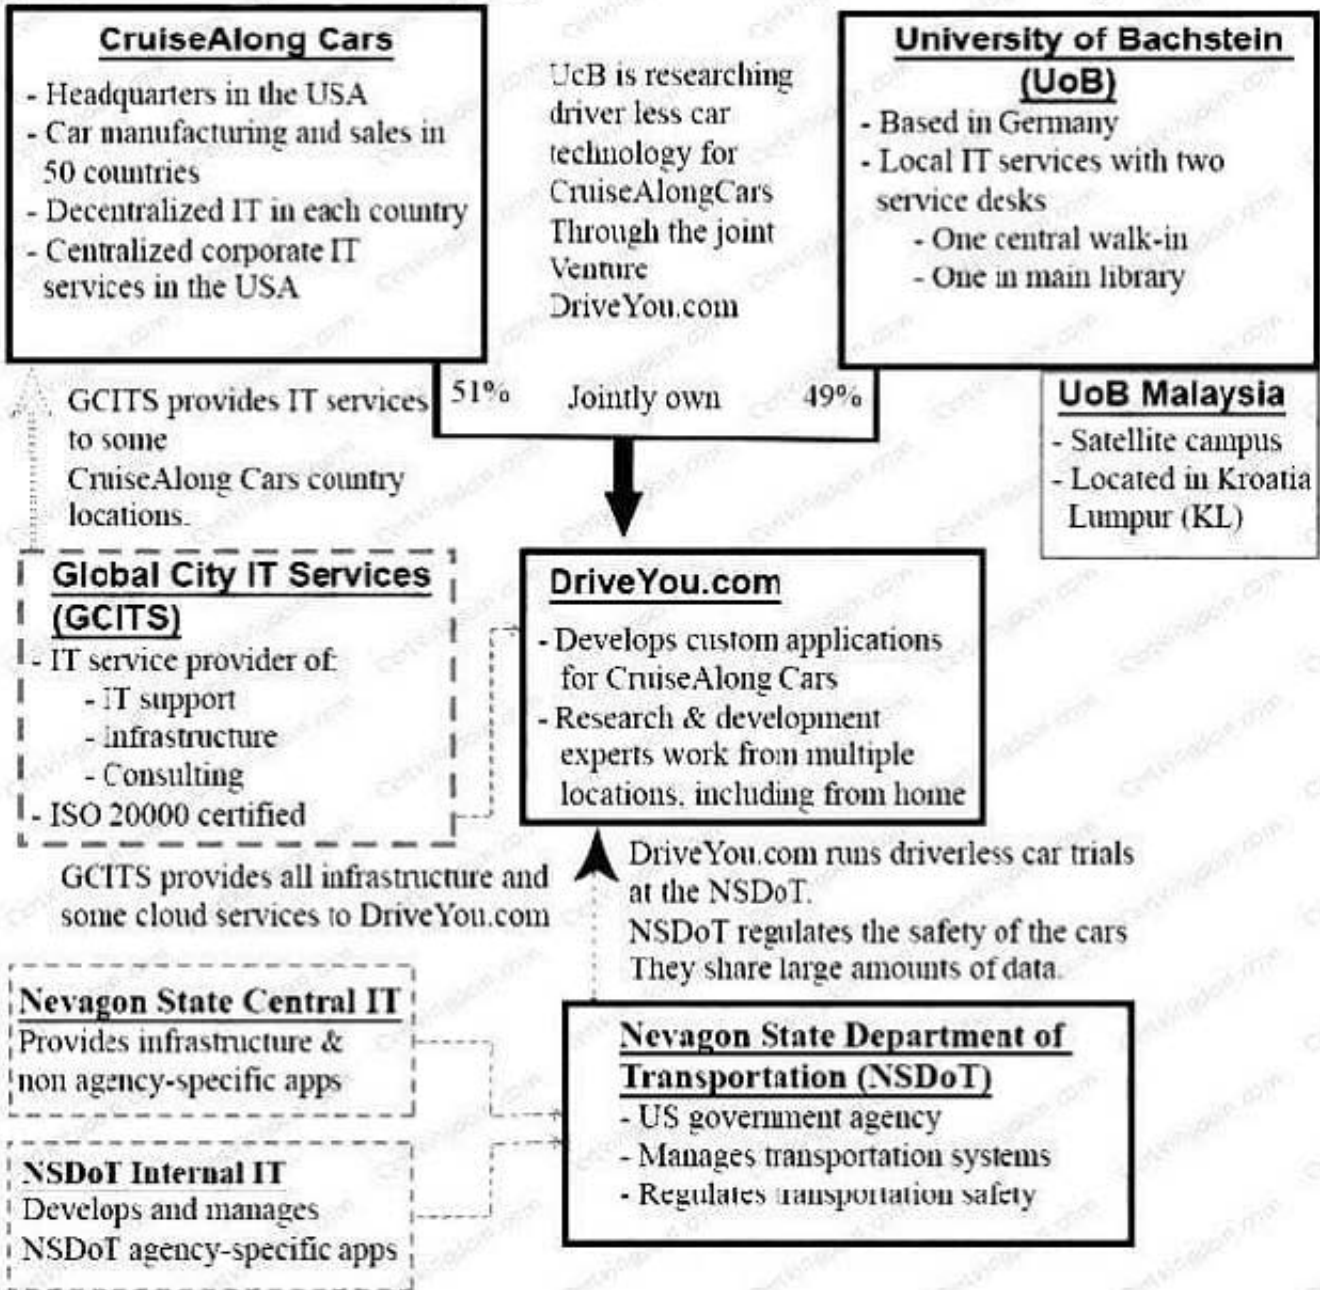 CruiseAlong Cars
- Headquarters in the USA
- Car manufacturing and sales in
50 countries
- Decentralized IT in each country
- Centralized corporate IT
services in the USA
UcB is researching
driver less car
technology for
CruiseAlongCars
Through the joint
Venture
DriveYou.com
University of Bachstein
(UoB)
- Based in Germany
- Local IT services with two
service desks
- One central walk-in
- One in main library
51% Jointly own 49%
UoB Malaysia
- Satellite campus
- Located in Kroatia
Lumpur (KL)
GCITS provides IT services
to some
CruiseAlong Cars country
locations.
Global City IT Services
(GCITS)
- IT service provider of:
- IT support
- Infrastructure
- Consulting
- ISO 20000 certified
DriveYou.com
- Develops custom applications
for CruiseAlong Cars
- Research & development
experts work from multiple
locations, including from home
GCITS provides all infrastructure and
some cloud services to DriveYou.com
DriveYou.com runs driverless car trials
at the NSDoT.
NSDoT regulates the safety of the cars
They share large amounts of data.
Nevagon State Central IT
Provides infrastructure &
non agency-specific apps
NSDoT Internal IT
Develops and manages
NSDoT agency-specific apps
Nevagon State Department of
Transportation (NSDoT)
- US government agency
- Manages transportation systems
- Regulates transportation safety